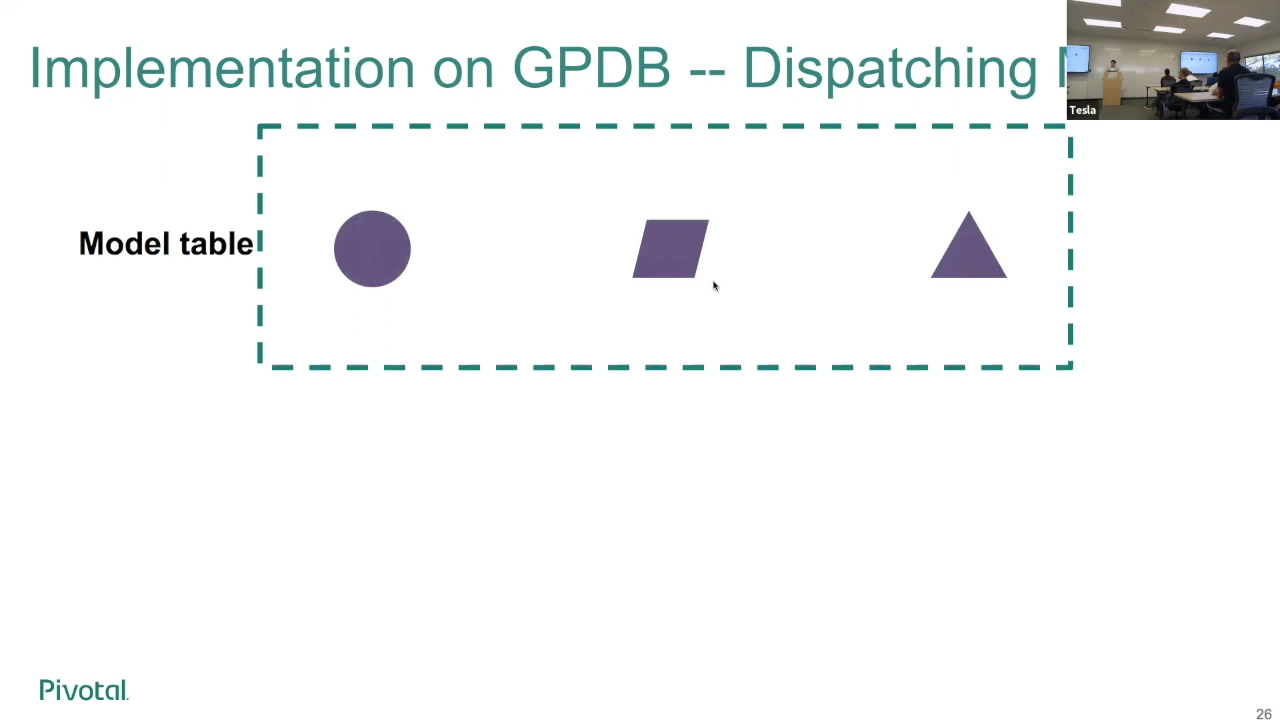 Implementation on GPDB -- Dispatching
Tesla
Model table
Pivotal
26